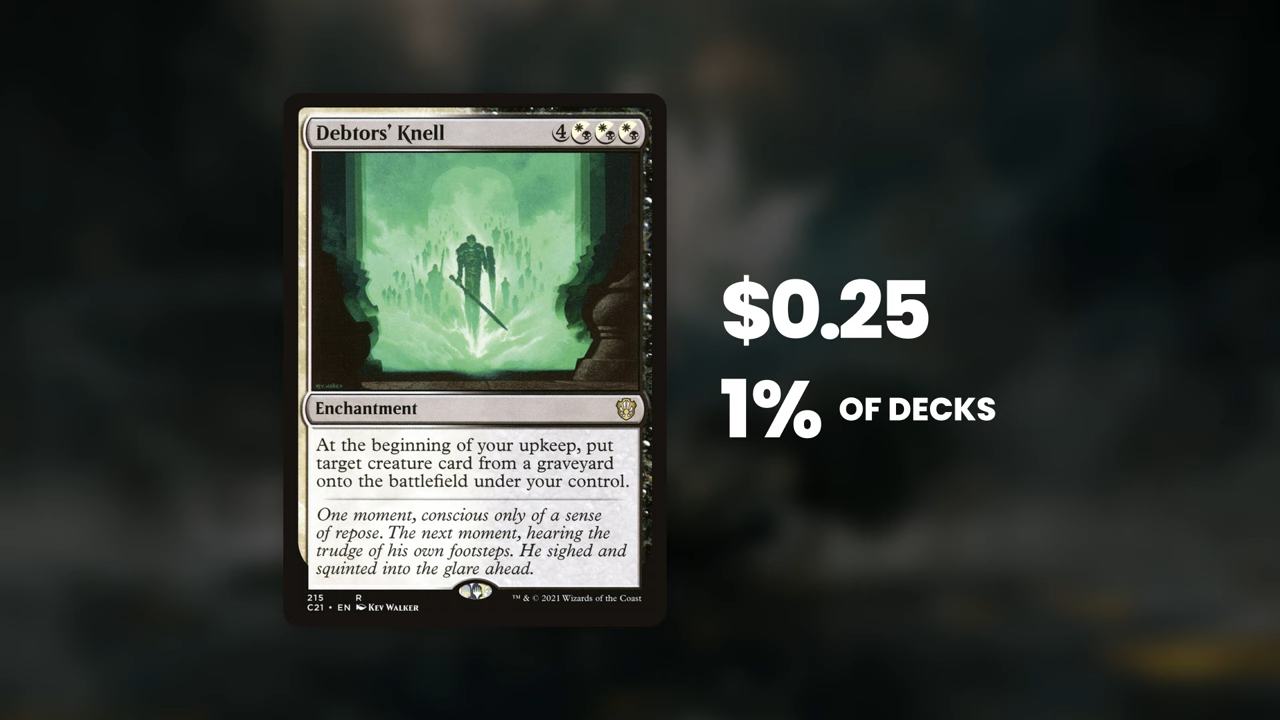 Debtors' Knell
4
Enchantment
At the beginning of your upkeep, put
target creature card from a graveyard
onto the battlefield under your control.
One moment, conscious only of a sense
of repose. The next moment, hearing the
trudge of his own footsteps. He sighed and
squinted into the glare ahead.
215 R
C21 • EN Kev Walker
™ & © 2021 Wizards of the Coast
$0.25
1% OF DECKS